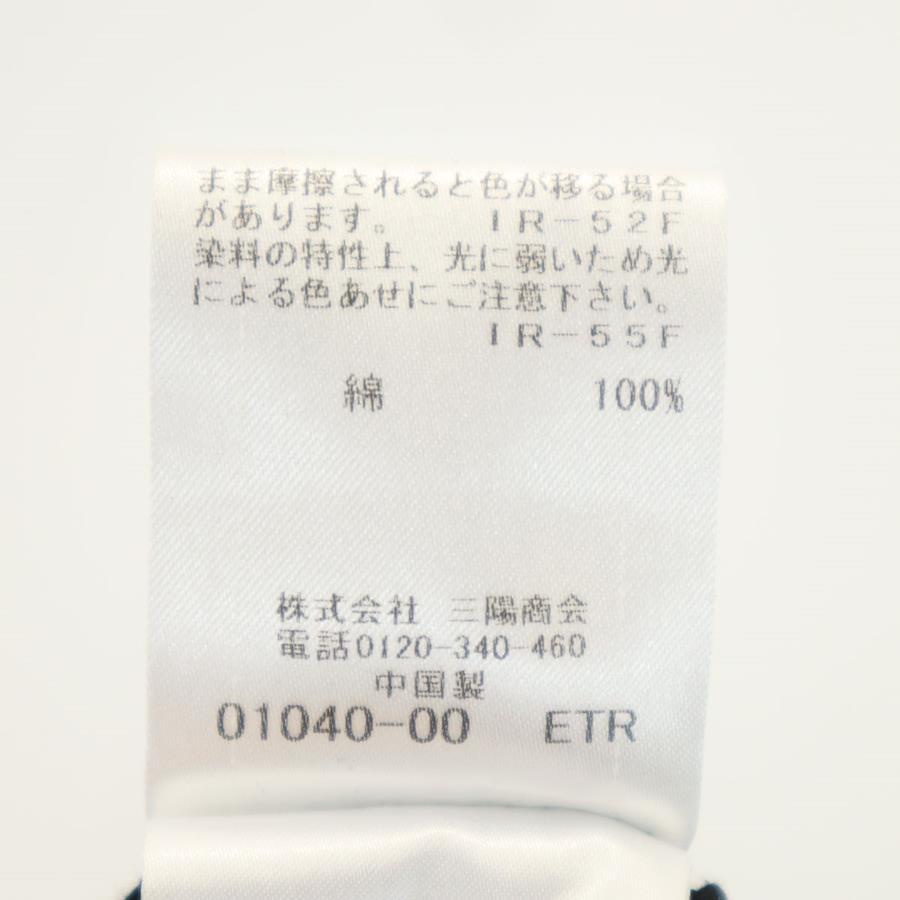 まま摩擦されると色が移る場合
があります。 IR-52F
染料の特性上、光に弱いため光
による色あせにご注意下さい。
IR-55F
綿 100%
株式会社 三陽商会
電話0120-340-460
中国製
01040-00 ETR